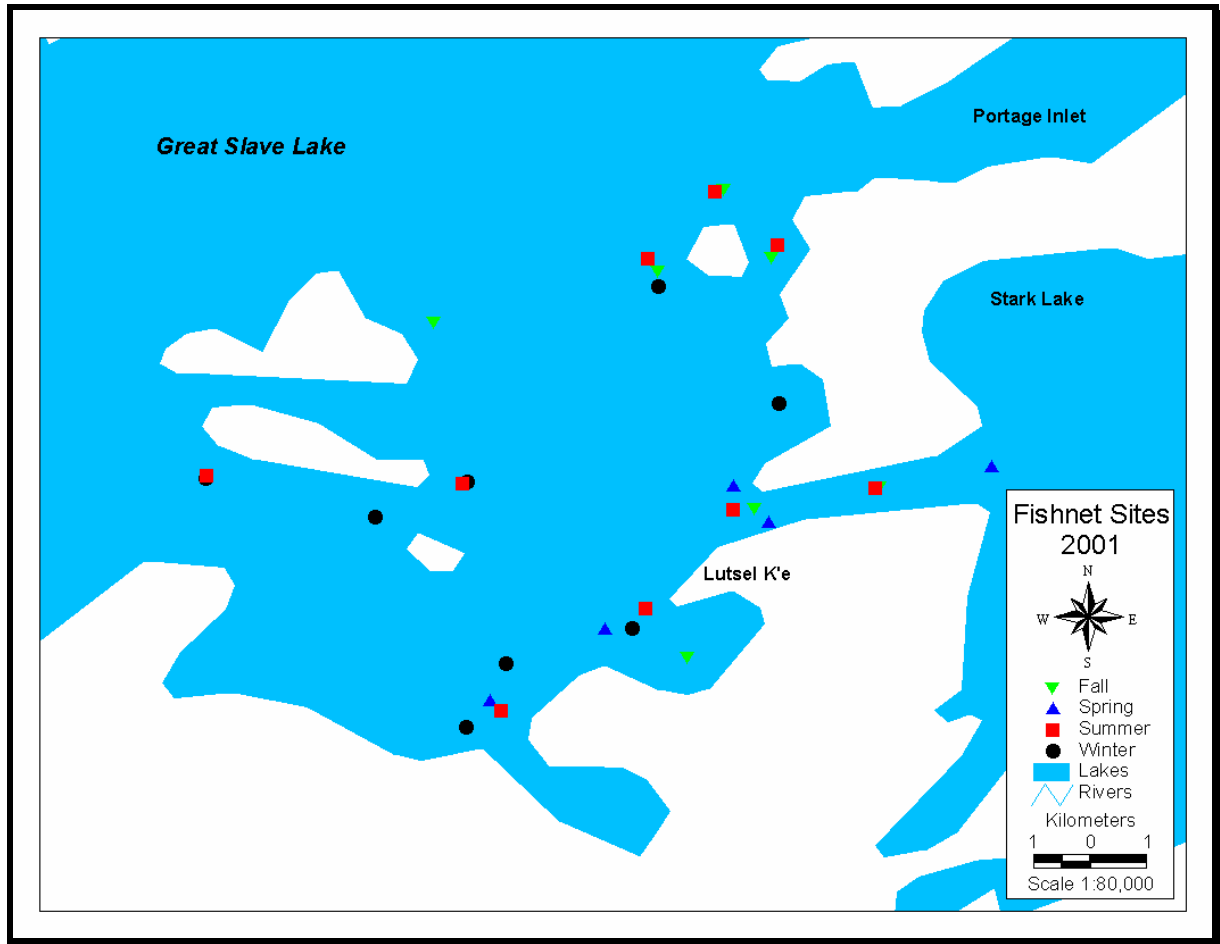 Portage Inlet
Great Slave Lake
Stark Lake
Lutsel K'e
Fishnet Sites
2001
N
W E
S
Fall
Spring
Summer
Winter
Lakes
Rivers
Kilometers
1 0 1
Scale 1:80,000